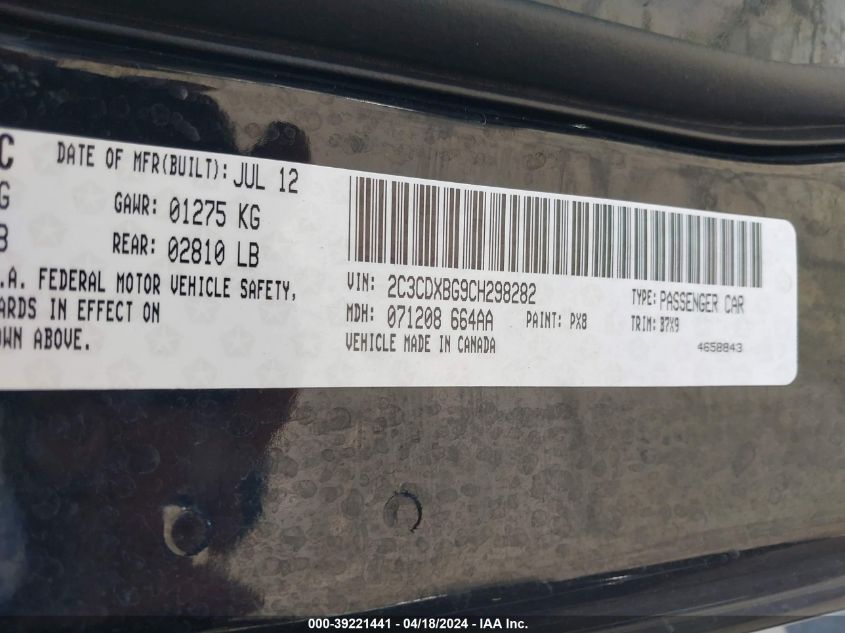 C
DATE OF MFR(BUILT): JUL 12
G
GAWR: 01275 KG
B
REAR: 02810 LB
.A. FEDERAL MOTOR VEHICLE SAFETY,
ARDS IN EFFECT ON
OWN ABOVE.
VIN: 2C3CDXBG9CH298282
TYPE: PASSENGER CAR
MDH: 071208 664AA
PAINT: PX8
TRIM: B7X9
VEHICLE MADE IN CANADA
4658843
000-39221441 - 04/18/2024 - IAA Inc.